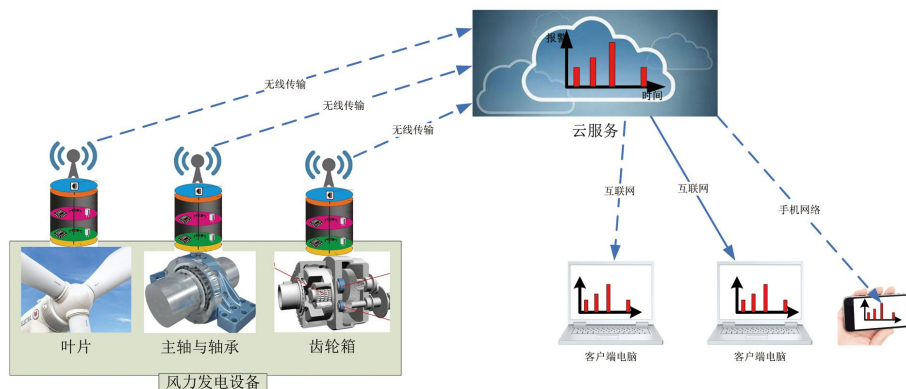 报警
时间
云服务
无线传输
无线传输
无线传输
互联网
互联网
手机网络
叶片
主轴与轴承
齿轮箱
客户端电脑
客户端电脑
风力发电设备